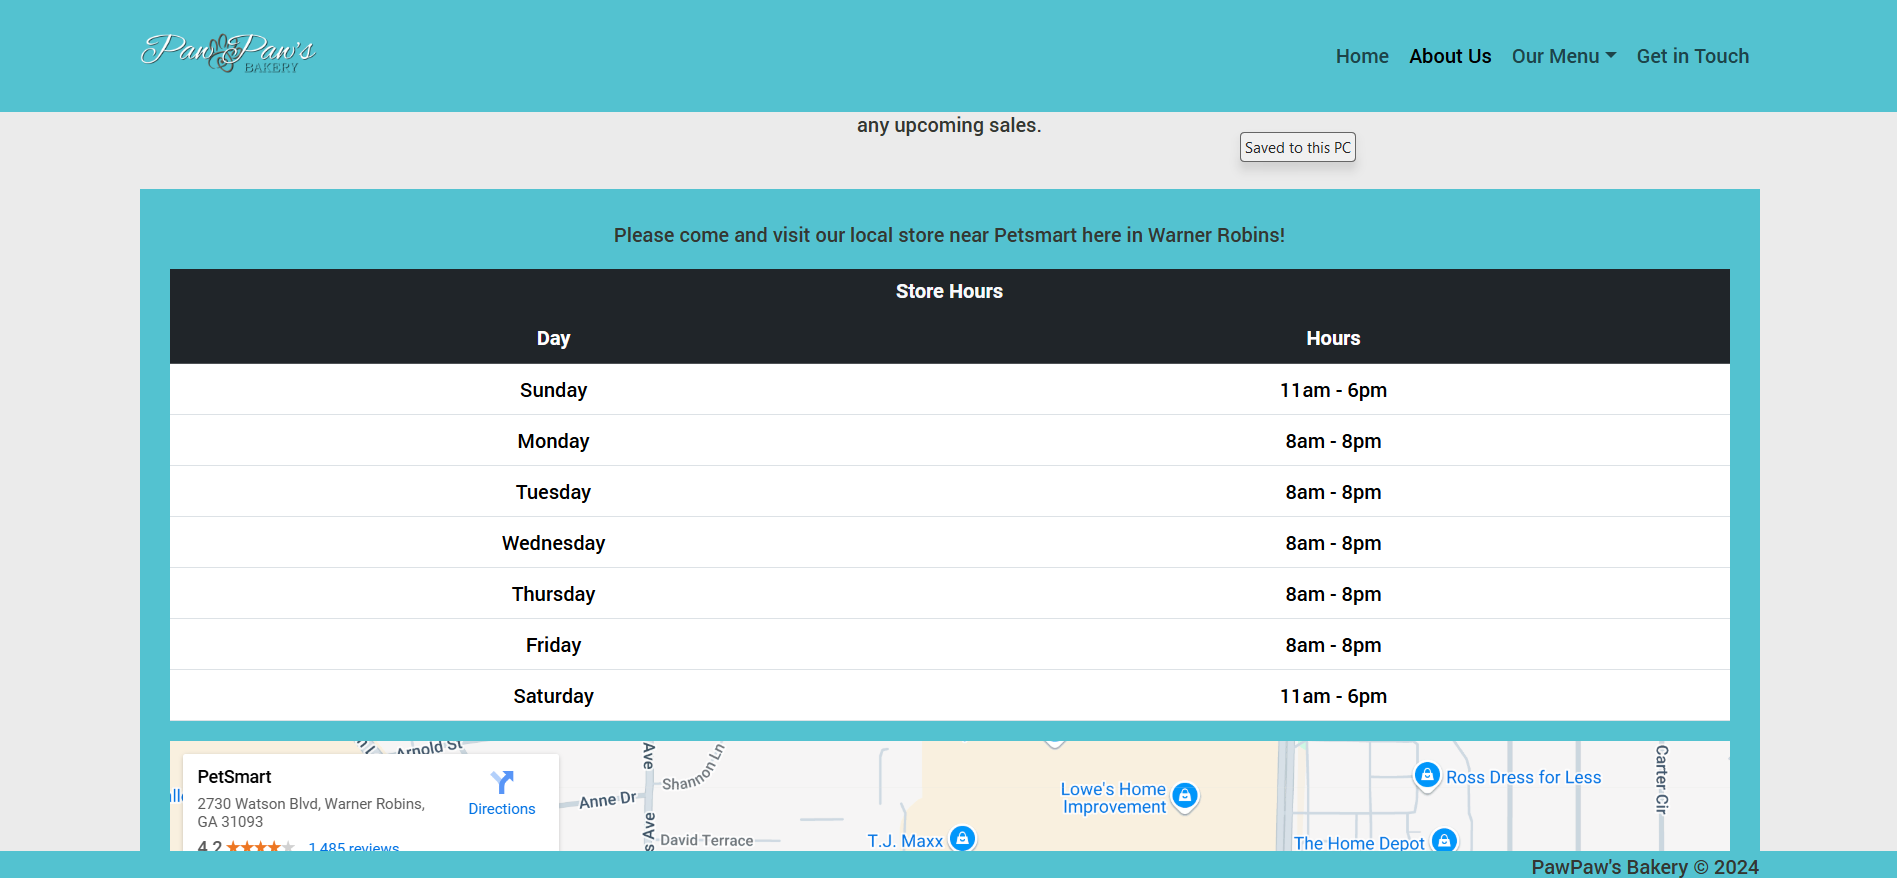 Paw Paw's
BAKERY
Home About Us Our Menu Get in Touch
any upcoming sales.
Saved to this PC
Please come and visit our local store near Petsmart here in Warner Robins!
Store Hours
Day Hours
Sunday 11am - 6pm
Monday 8am - 8pm
Tuesday 8am - 8pm
Wednesday 8am - 8pm
Thursday 8am - 8pm
Friday 8am - 8pm
Saturday 11am - 6pm
PetSmart
2730 Watson Blvd, Warner Robins,
GA 31093
Directions
4.2 1,485 reviews
Arnold St
Anne Dr
Ave
Shannon Ln
s Ave
David Terrace
Lowe's Home
Improvement
T.J. Maxx
Ross Dress for Less
The Home Depot
Carter Cir
PawPaw's Bakery © 2024